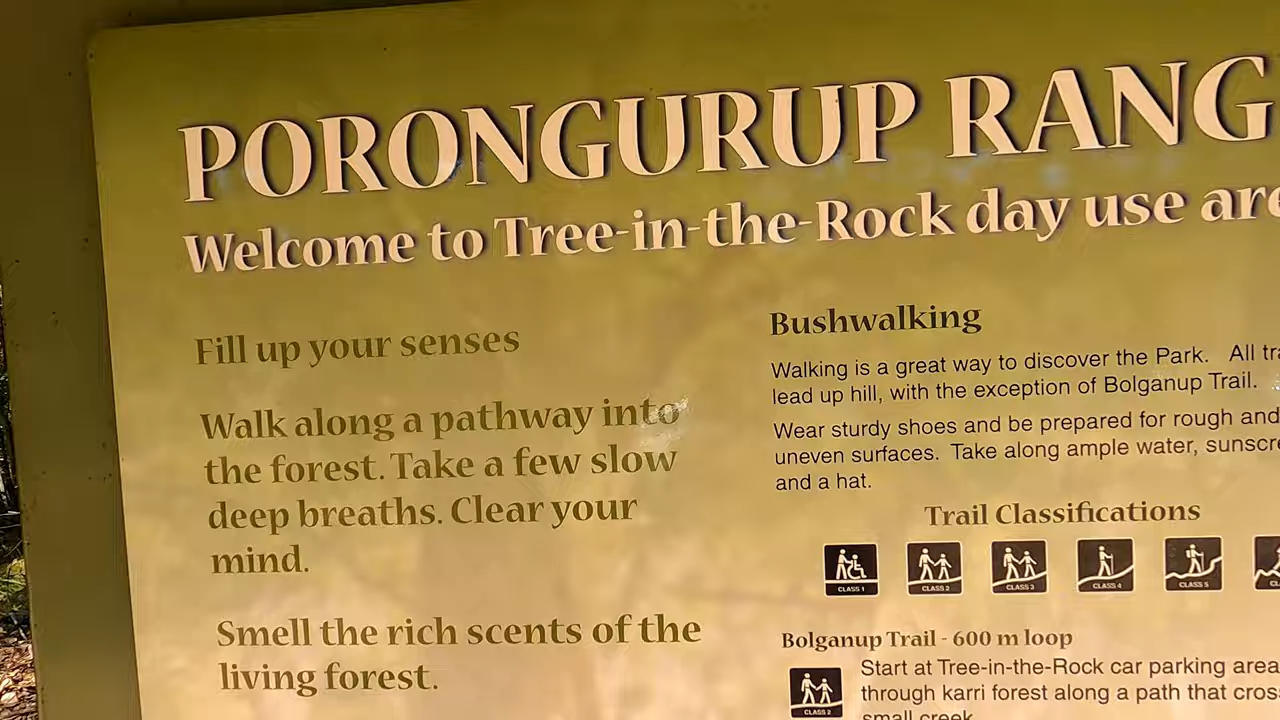 PORONGURUP RANG
Welcome to Tree-in-the-Rock day use are
Fill up your senses
Walk along a pathway into
the forest. Take a few slow
deep breaths. Clear your
mind.
Smell the rich scents of the
living forest.
Bushwalking
Walking is a great way to discover the Park. All tra
lead up hill, with the exception of Bolganup Trail.
Wear sturdy shoes and be prepared for rough and
uneven surfaces. Take along ample water, sunscre
and a hat.
Trail Classifications
CLASS 1 CLASS 2 CLASS 3 CLASS 4 CLASS 5
Bolganup Trail - 600 m loop
CLASS 2
Start at Tree-in-the-Rock car parking area
through karri forest along a path that cros
small creek